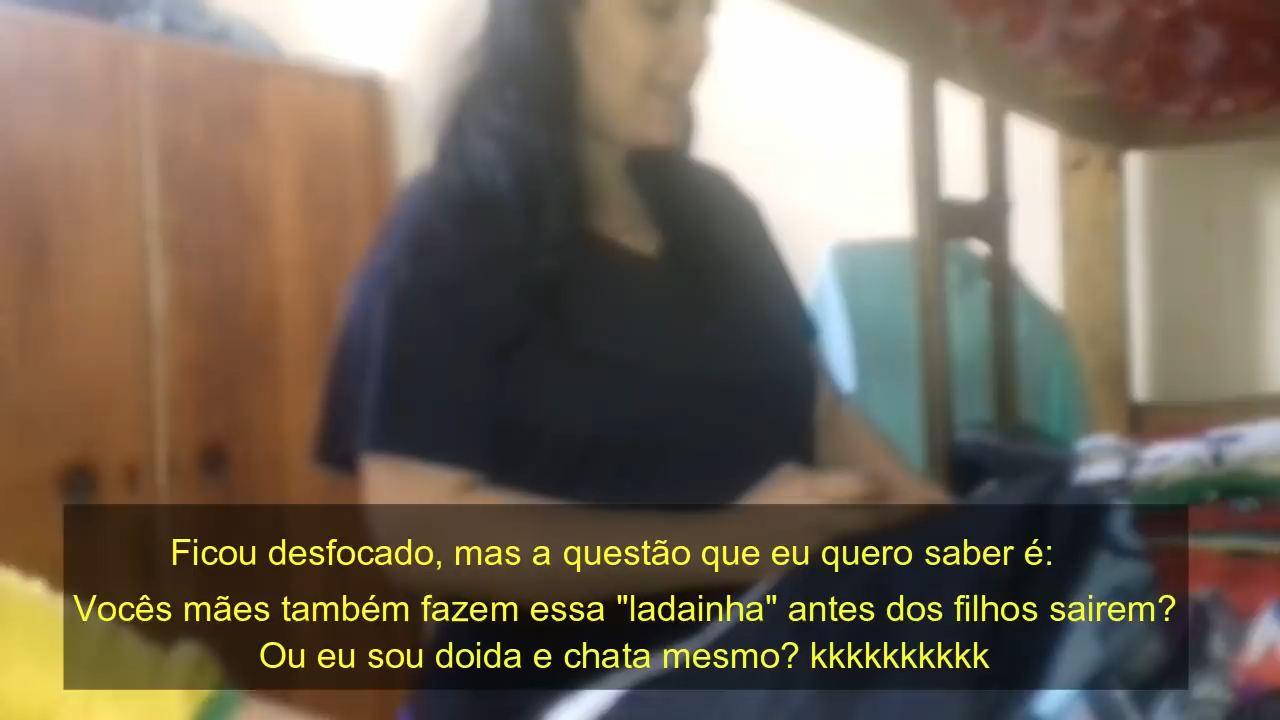 Ficou desfocado, mas a questão que eu quero saber é:
Vocês mães também fazem essa "ladainha" antes dos filhos sairem?
Ou eu sou doida e chata mesmo? kkkkkkkkkk